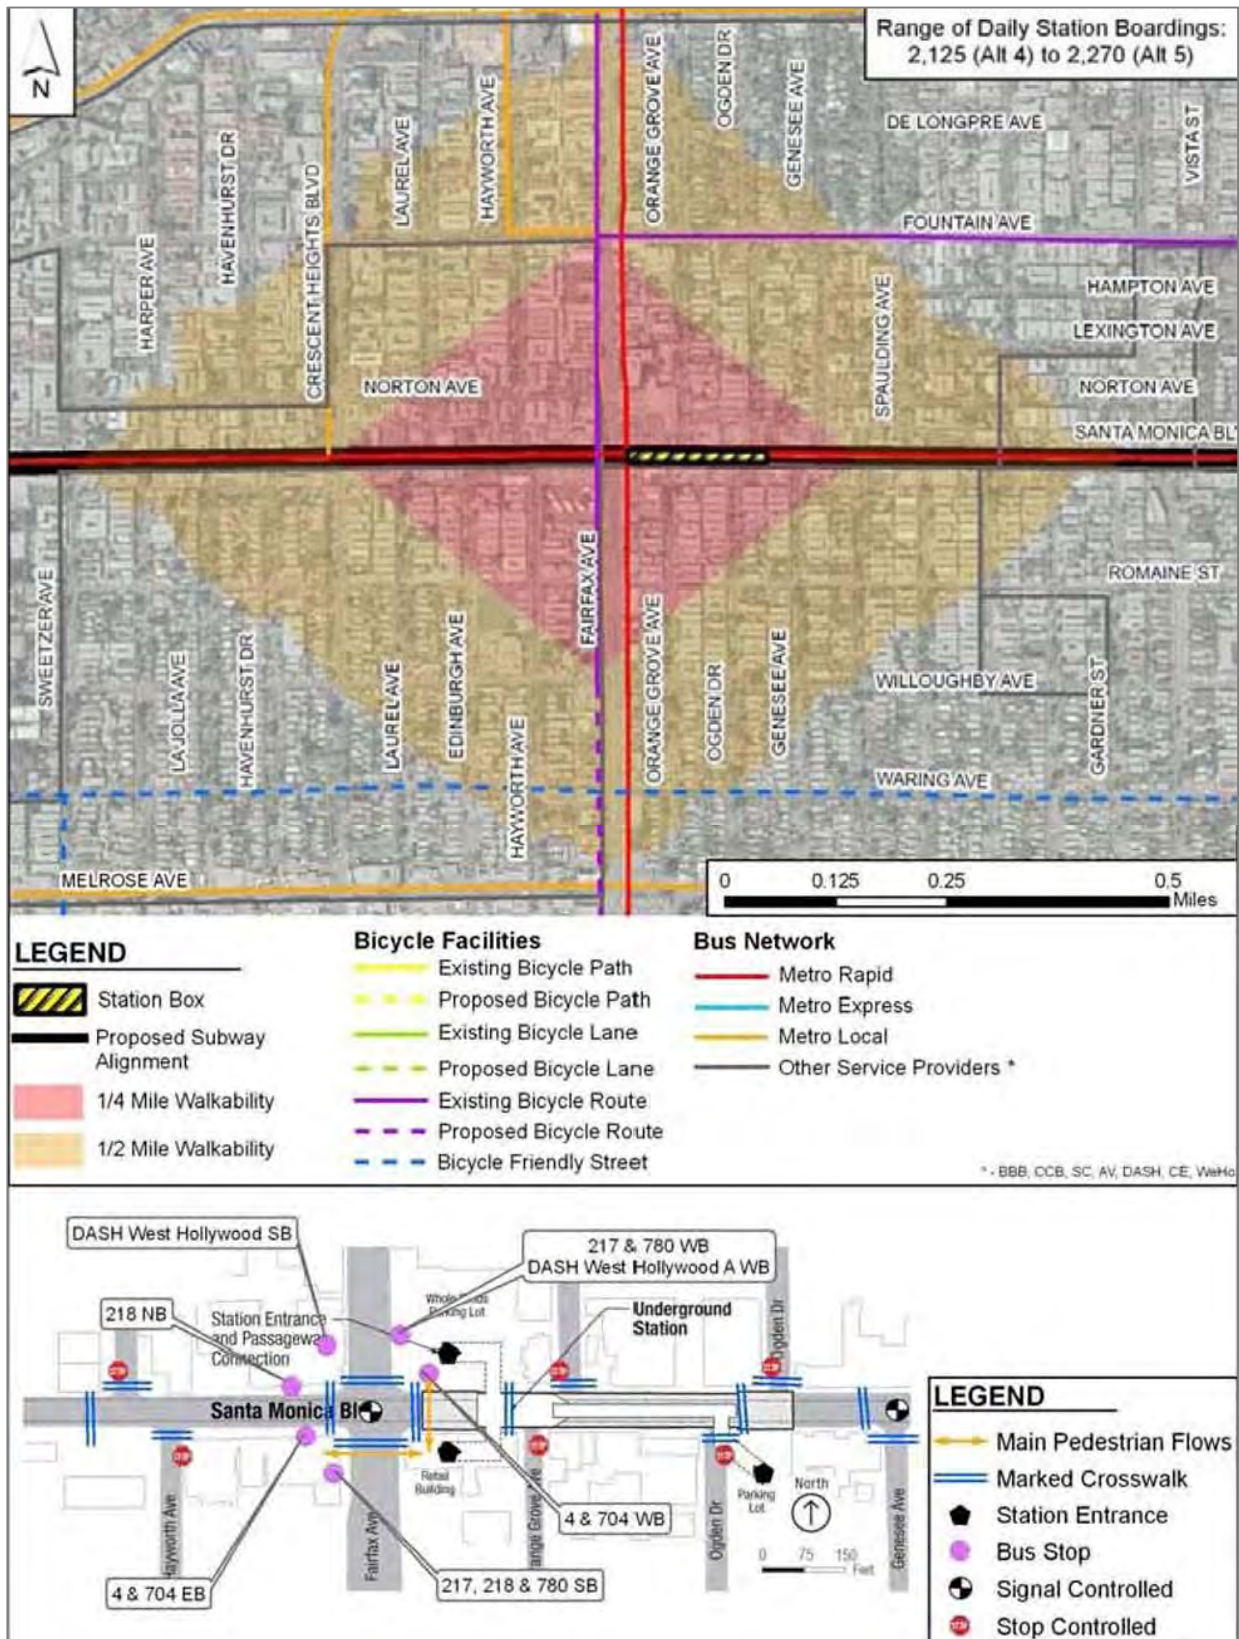 Range of Daily Station Boardings:
2,125 (Alt 4) to 2,270 (Alt 5)
N
ORANGE GROVE AVE
OGDEN DR
GENESEE AVE
DE LONGPRE AVE
VISTA ST
HAYWORTH AVE
LAUREL AVE
HAVENHURST DR
CRESCENT HEIGHTS BLVD
HARPER AVE
FOUNTAIN AVE
HAMPTON AVE
LEXINGTON AVE
SPAULDING AVE
NORTON AVE
NORTON AVE
SANTA MONICA BL
FAIRFAX AVE
ROMAINE ST
SWEETZER AVE
LA JOLLA AVE
HAVENHURST DR
LAUREL AVE
EDINBURGH AVE
HAYWORTH AVE
ORANGE GROVE AVE
OGDEN DR
GENESEE AVE
WILLOUGHBY AVE
GARDNER ST
WARING AVE
MELROSE AVE
0 0.125 0.25 0.5
Miles
LEGEND
Station Box
Proposed Subway
Alignment
1/4 Mile Walkability
1/2 Mile Walkability
Bicycle Facilities
Existing Bicycle Path
Proposed Bicycle Path
Existing Bicycle Lane
Proposed Bicycle Lane
Existing Bicycle Route
Proposed Bicycle Route
Bicycle Friendly Street
Bus Network
Metro Rapid
Metro Express
Metro Local
Other Service Providers *
* - BBB, CCB, SC, AV, DASH, CE, WeHo
DASH West Hollywood SB
217 & 780 WB
DASH West Hollywood A WB
218 NB
Station Entrance
and Passageway
Connection
Parking Lot
Underground
Station
Ogden Dr
Santa Monica Bl
STOP
STOP
STOP
STOP
STOP
STOP
Retail
Building
Parking
Lot
North
4 & 704 WB
4 & 704 EB
217, 218 & 780 SB
Hayworth Ave
Fairfax Ave
Ogden Dr
Genesee Ave
0 75 150
Feet
LEGEND
Main Pedestrian Flows
Marked Crosswalk
Station Entrance
Bus Stop
Signal Controlled
STOP
Stop Controlled